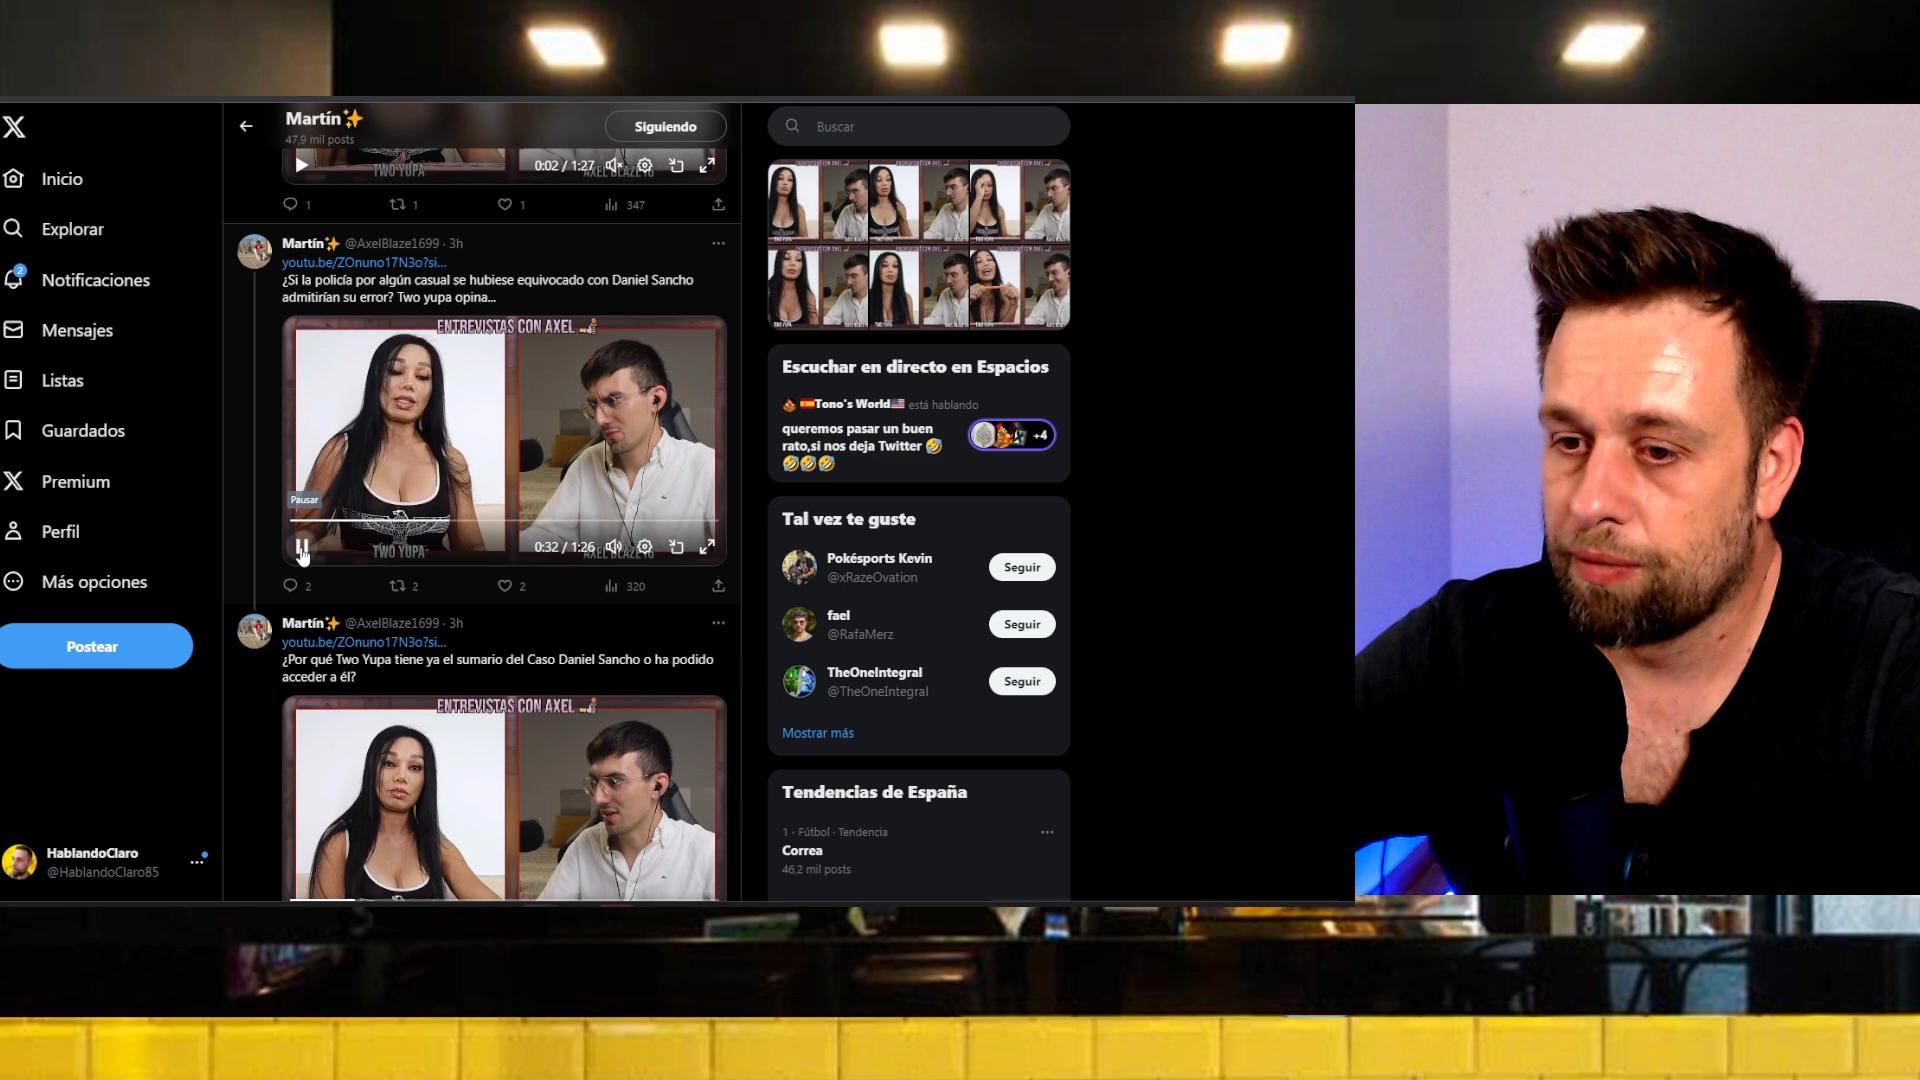 Inicio
Explorar
2
Notificaciones
Mensajes
Listas
Guardados
Premium
Perfil
Más opciones
Postear
HablandoClaro
@HablandoClaro85
Martín✨
47,9 mil posts
Siguiendo
0:02 / 1:27
TWO YUPA
AXEL BLAZE16
1
1
1
347
Martín✨ @AxelBlaze1699 · 3h
youtu.be/ZOnuno17N3o?si...
¿Si la policía por algún casual se hubiese equivocado con Daniel Sancho
admitirían su error? Two yupa opina...
ENTREVISTAS CON AXEL
Pausar
0:32 / 1:26
TWO YUPA
AXEL BLAZE16
2
2
2
320
Martín✨ @AxelBlaze1699 · 3h
youtu.be/ZOnuno17N3o?si...
¿Por qué Two Yupa tiene ya el sumario del Caso Daniel Sancho o ha podido
acceder a él?
ENTREVISTAS CON AXEL
Buscar
Escuchar en directo en Espacios
Tono's World está hablando
queremos pasar un buen
rato,si nos deja Twitter 🤣
🤣🤣🤣
+4
Tal vez te guste
Pokésports Kevin
@xRazeOvation
Seguir
fael
@RafaMerz
Seguir
TheOneIntegral
@TheOneIntegral
Seguir
Mostrar más
Tendencias de España
1 · Fútbol · Tendencia
Correa
46,2 mil posts